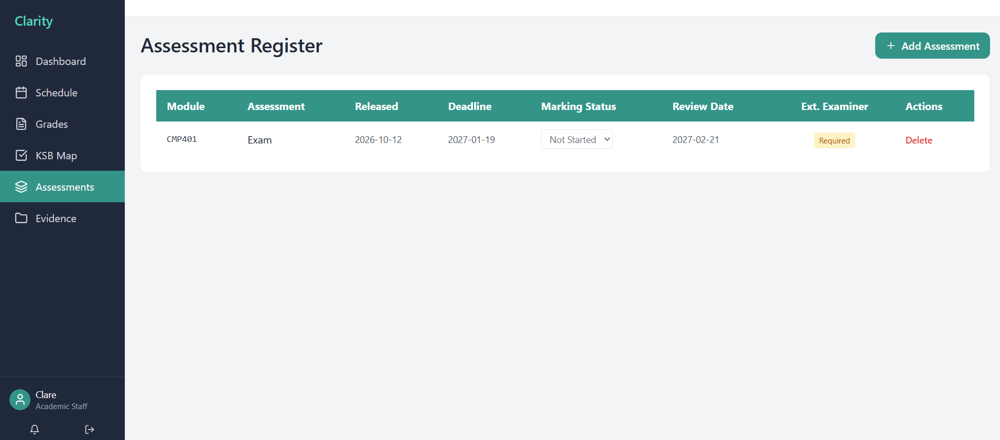 Clarity
Dashboard
Schedule
Grades
KSB Map
Assessments
Evidence
Clare
Academic Staff
Assessment Register
+ Add Assessment
Module Assessment Released Deadline Marking Status Review Date Ext. Examiner Actions
CMP401 Exam 2026-10-12 2027-01-19 Not Started 2027-02-21 Required Delete